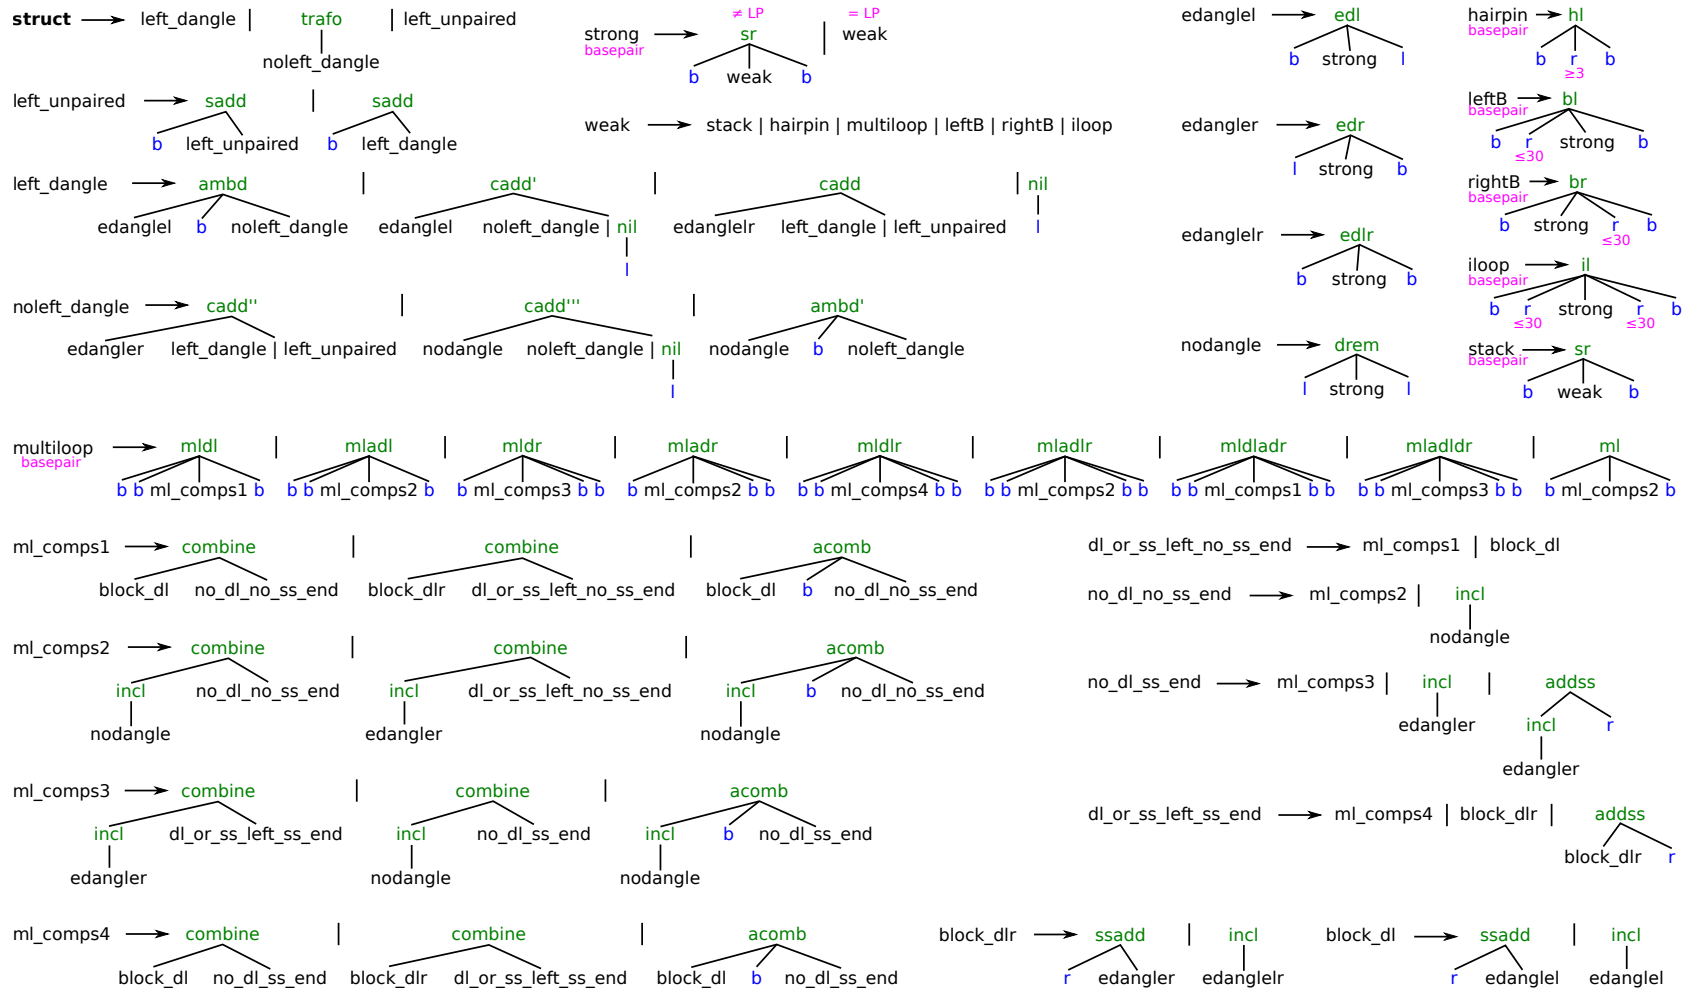 struct left_dangle | trafo | left_unpaired
noleft_dangle
≠ LP = LP
strong sr | weak
basepair
b weak b
edanglel edl
b strong l
hairpin hl
basepair
b r b
≥3
left_unpaired sadd | sadd
b left_unpaired b left_dangle
weak stack | hairpin | multiloop | leftB | rightB | iloop
edangler edr
l strong b
leftB bl
basepair
b r strong b
≤30
left_dangle ambd | cadd' | cadd | nil
edanglel b noleft_dangle edanglel noleft_dangle | nil edanglelr left_dangle | left_unpaired l
l
rightB br
basepair
b strong r b
≤30
edanglelr edlr
b strong b
iloop il
basepair
b r strong r b
≤30 ≤30
noleft_dangle cadd'' | cadd''' | ambd'
edangler left_dangle | left_unpaired nodangle noleft_dangle | nil nodangle b noleft_dangle
l
nodangle drem
l strong l
stack sr
basepair
b weak b
multiloop mldl | mladl | mldr | mladr | mldlr | mladlr | mldladr | mladldr | ml
basepair
b b ml_comps1 b b b ml_comps2 b b ml_comps3 b b b ml_comps2 b b b b ml_comps4 b b b b ml_comps2 b b b b ml_comps1 b b b b ml_comps3 b b b ml_comps2 b
ml_comps1 combine | combine | acomb
block_dl no_dl_no_ss_end block_dlr dl_or_ss_left_no_ss_end block_dl b no_dl_no_ss_end
dl_or_ss_left_no_ss_end ml_comps1 | block_dl
no_dl_no_ss_end ml_comps2 | incl
nodangle
ml_comps2 combine | combine | acomb
incl no_dl_no_ss_end incl dl_or_ss_left_no_ss_end incl b no_dl_no_ss_end
nodangle edangler nodangle
no_dl_ss_end ml_comps3 | incl | addss
edangler incl r
edangler
ml_comps3 combine | combine | acomb
incl dl_or_ss_left_ss_end incl no_dl_ss_end incl b no_dl_ss_end
edangler nodangle nodangle
dl_or_ss_left_ss_end ml_comps4 | block_dlr | addss
block_dlr r
ml_comps4 combine | combine | acomb
block_dl no_dl_ss_end block_dlr dl_or_ss_left_ss_end block_dl b no_dl_ss_end
block_dlr ssadd | incl
r edangler edanglelr
block_dl ssadd | incl
r edanglel edanglel